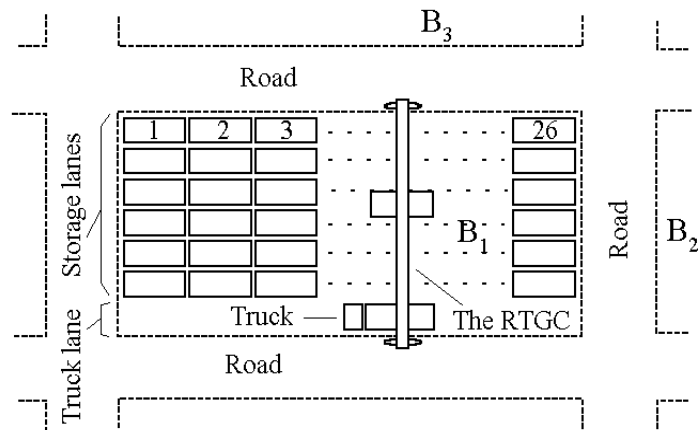 B3
Road
1 2 3 26
Storage lanes
B1
Road
B2
Truck
The RTGC
Truck lane
Road